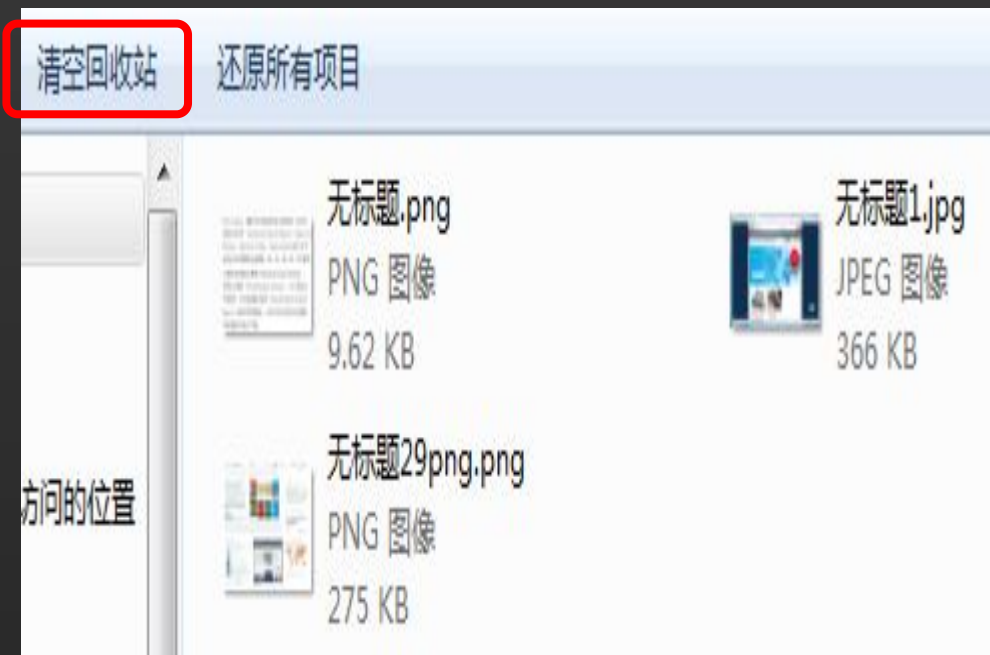 清空回收站 还原所有项目
无标题.png
PNG 图像
9.62 KB
无标题1.jpg
JPEG 图像
366 KB
无标题29png.png
PNG 图像
275 KB
访问的位置